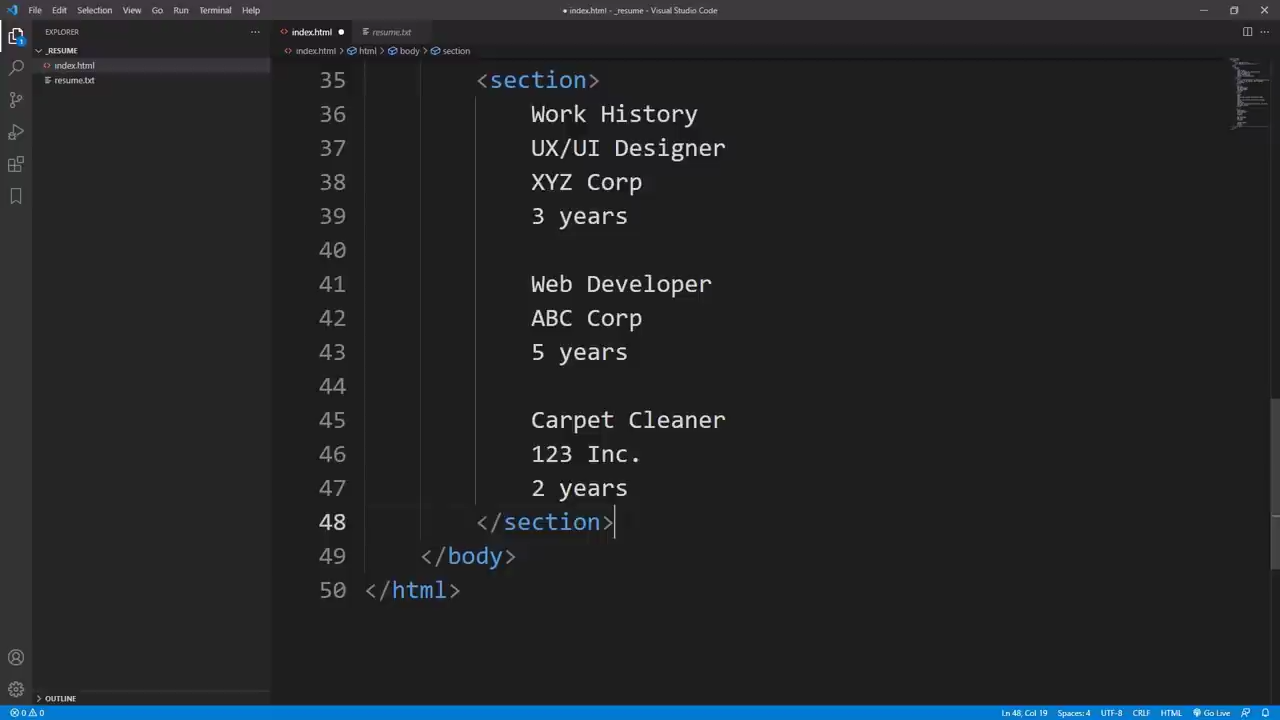 File Edit Selection View Go Run Terminal Help
● index.html - _resume - Visual Studio Code
EXPLORER ···
_RESUME
<> index.html
resume.txt
1
<> index.html ●
resume.txt
<> index.html > html > body > section
35 <section>
36 Work History
37 UX/UI Designer
38 XYZ Corp
39 3 years
40
41 Web Developer
42 ABC Corp
43 5 years
44
45 Carpet Cleaner
46 123 Inc.
47 2 years
48 </section>
49 </body>
50 </html>
> OUTLINE
0 0
Ln 48, Col 19 Spaces: 4 UTF-8 CRLF HTML Go Live